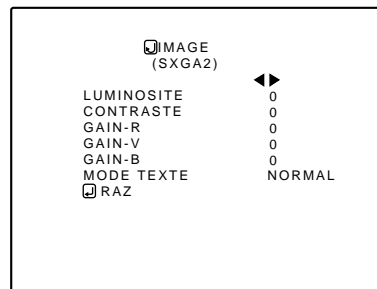 IMAGE
(SXGA2)
LUMINOSITE 0
CONTRASTE 0
GAIN-R 0
GAIN-V 0
GAIN-B 0
MODE TEXTE NORMAL
RAZ